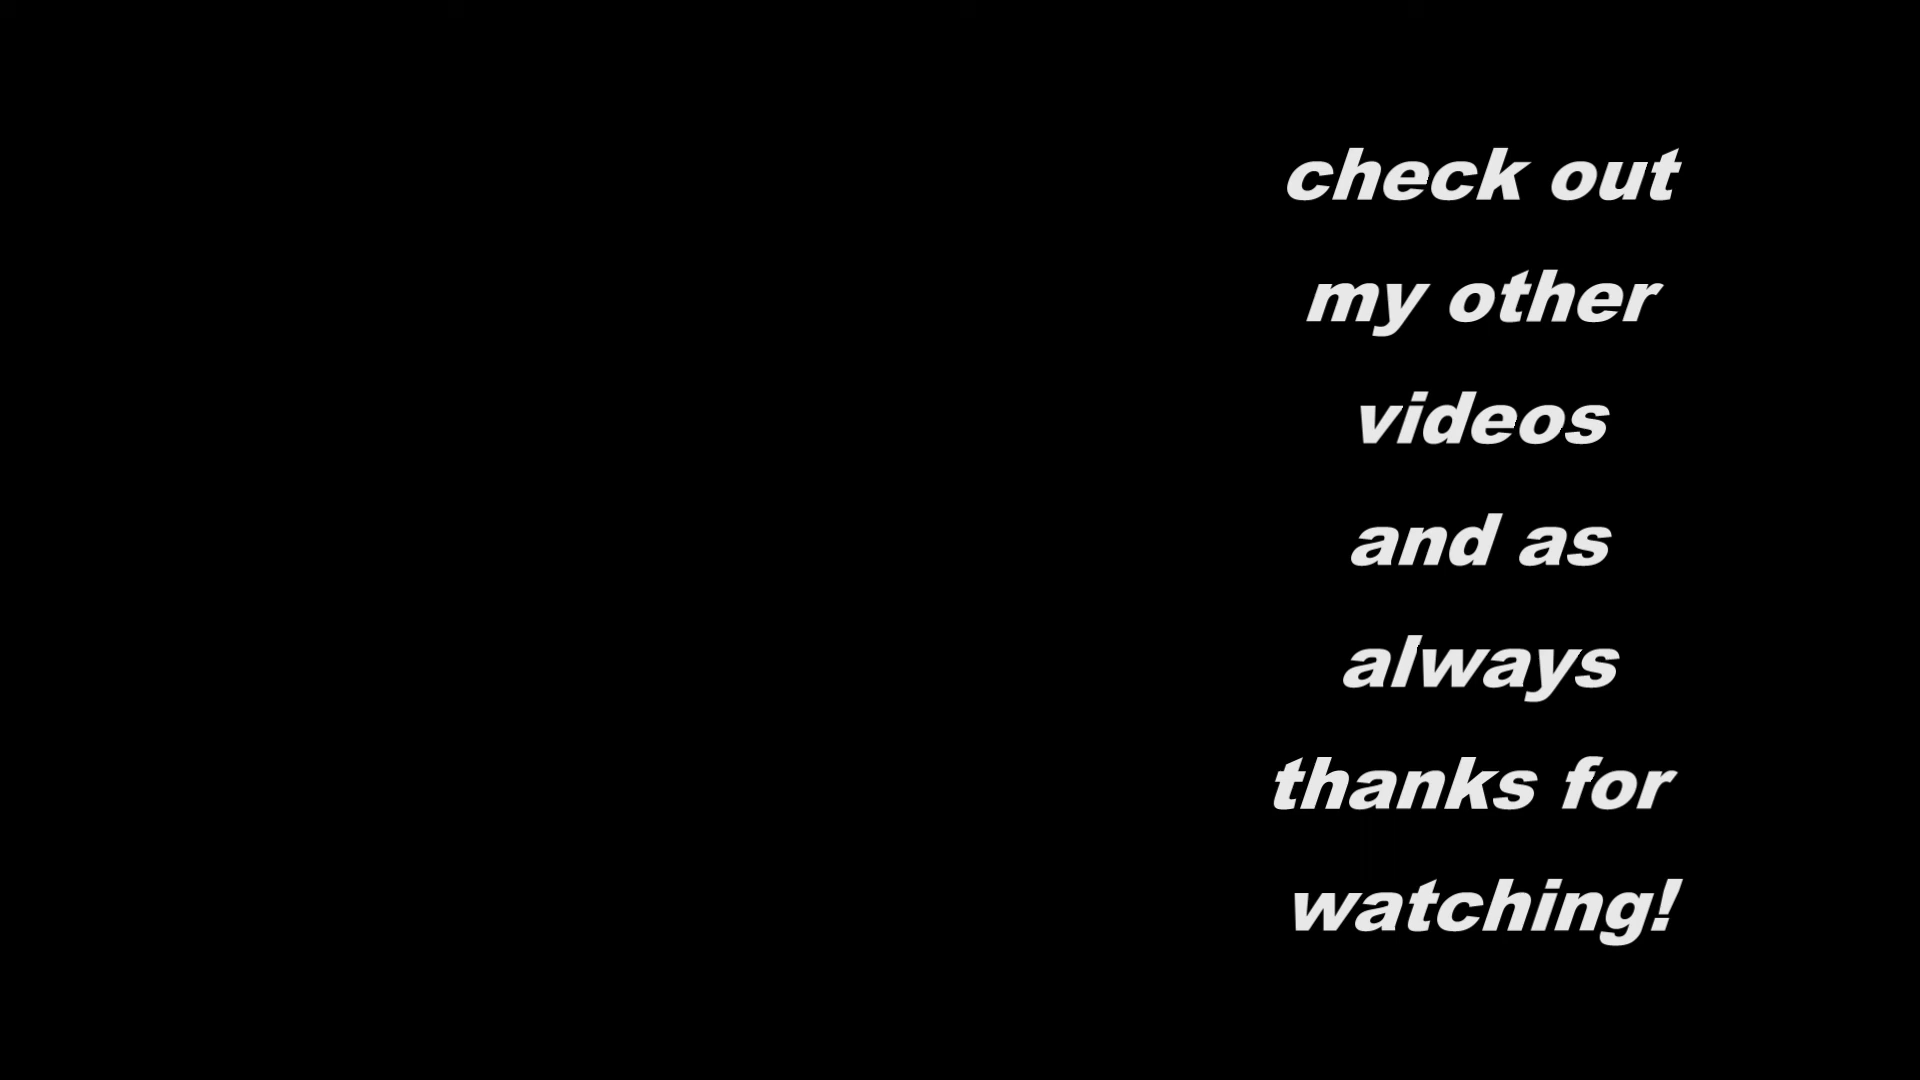 check out
my other
videos
and as
always
thanks for
watching!